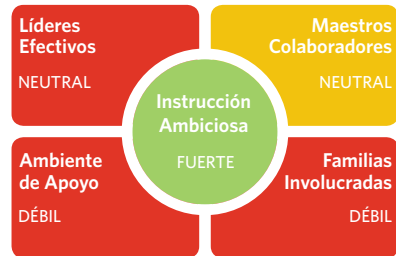 Líderes
Efectivos
NEUTRAL
Maestros
Colaboradores
NEUTRAL
Instrucción
Ambiciosa
FUERTE
Ambiente
de Apoyo
DÉBIL
Familias
Involucradas
DÉBIL